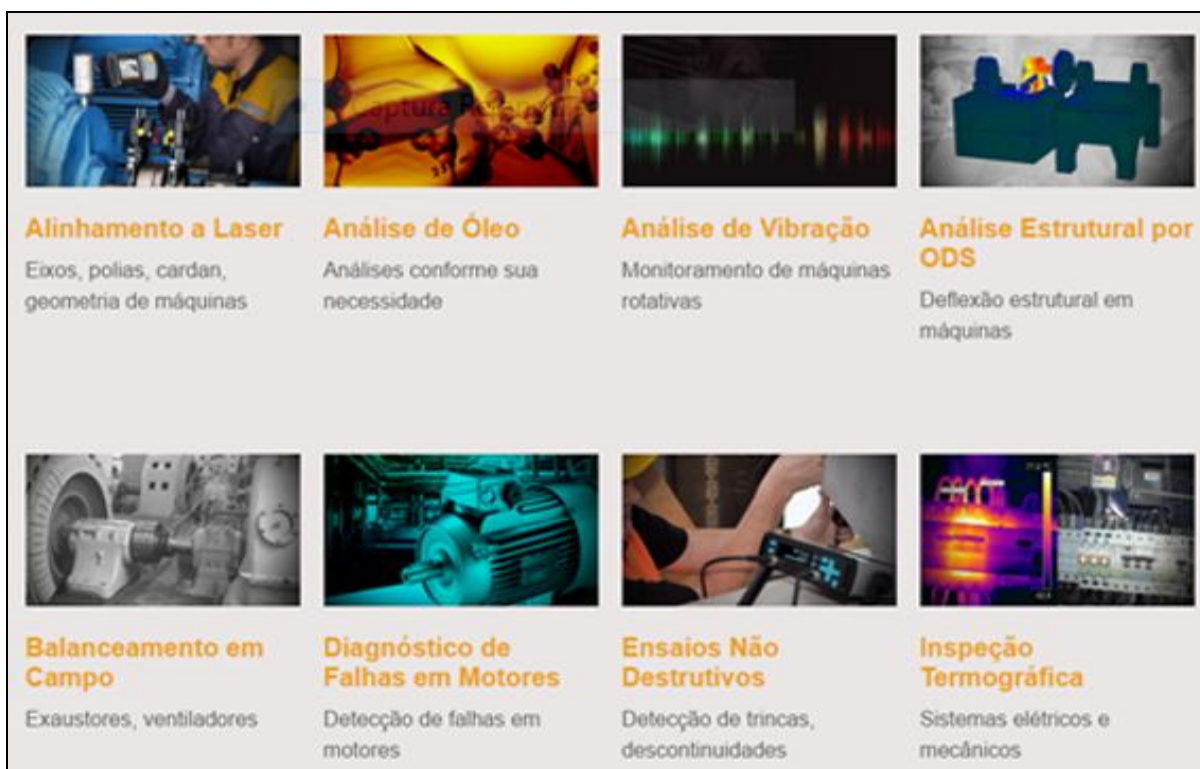 Alinhamento a Laser
Eixos, polias, cardan,
geometria de máquinas
Análise de Óleo
Análises conforme sua
necessidade
Análise de Vibração
Monitoramento de máquinas
rotativas
Análise Estrutural por
ODS
Deflexão estrutural em
máquinas
Balanceamento em
Campo
Exaustores, ventiladores
Diagnóstico de
Falhas em Motores
Detecção de falhas em
motores
Ensaios Não
Destrutivos
Detecção de trincas,
descontinuidades
Inspeção
Termográfica
Sistemas elétricos e
mecânicos